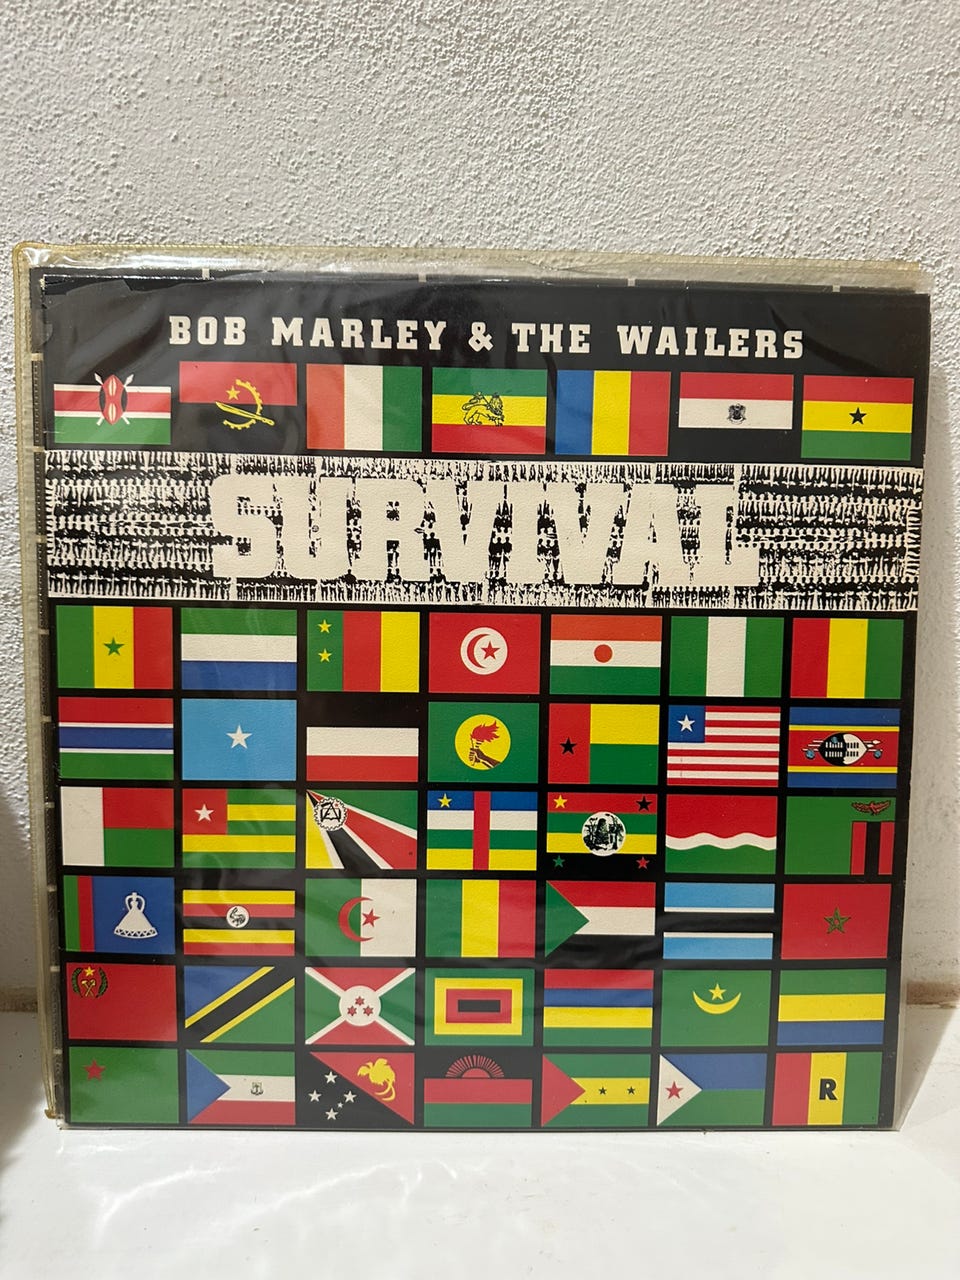 BOB MARLEY & THE WAILERS
SURVIVAL
R